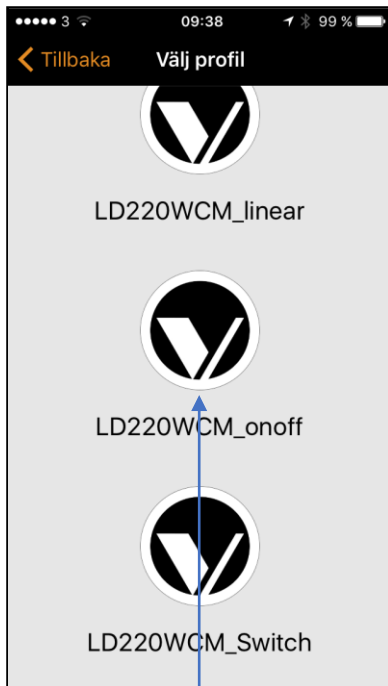 3 09:38 99 %
Tillbaka Välj profil
LD220WCM_linear
LD220WCM_onoff
LD220WCM_Switch